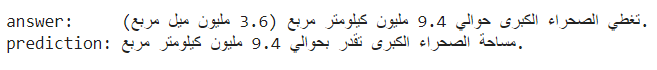 answer: تغطي الصحراء الكبرى حوالي 9.4 مليون كيلومتر مربع (3.6 مليون ميل مربع).
prediction: مساحة الصحراء الكبرى تقدر بحوالي 9.4 مليون كيلومتر مربع.